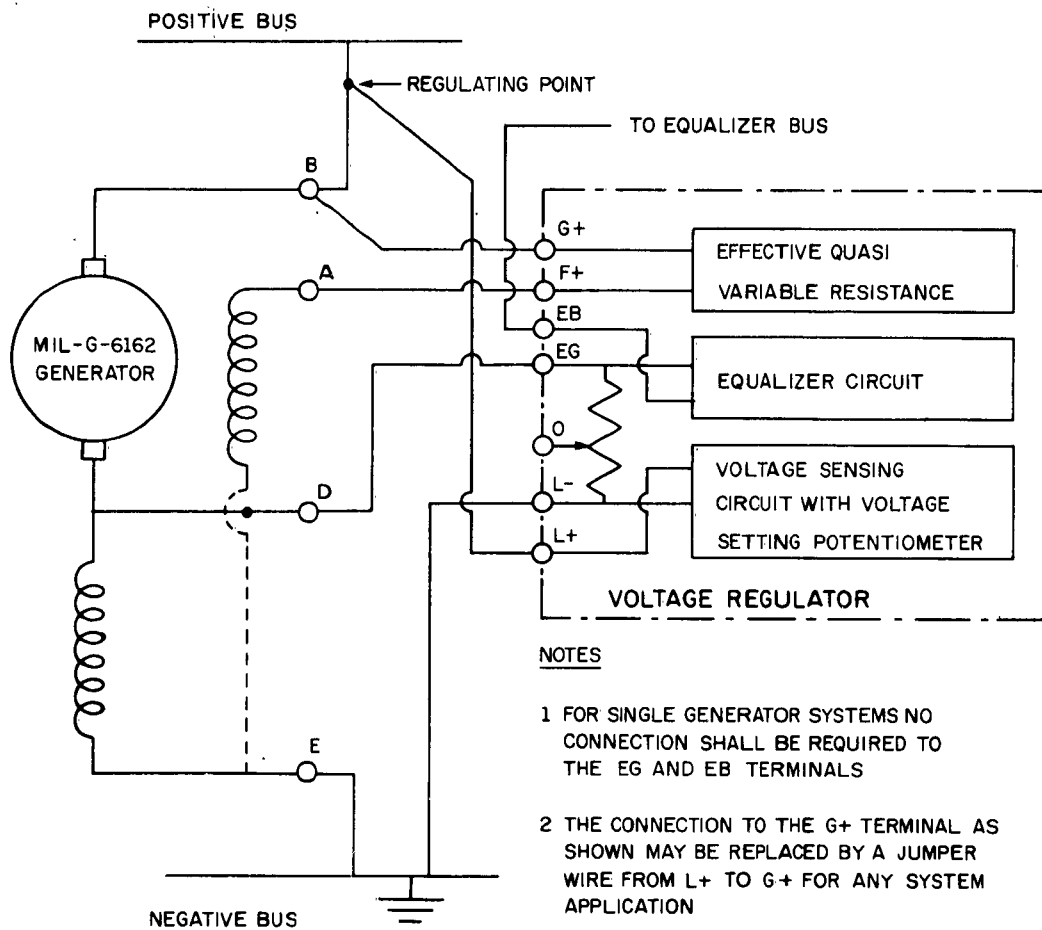 POSITIVE BUS
REGULATING POINT
TO EQUALIZER BUS
B
G+
EFFECTIVE QUASI
VARIABLE RESISTANCE
A
F+
EB
MIL-G-6162
GENERATOR
EG
EQUALIZER CIRCUIT
O
D
L-
VOLTAGE SENSING
CIRCUIT WITH VOLTAGE
SETTING POTENTIOMETER
L+
VOLTAGE REGULATOR
E
NOTES
1 FOR SINGLE GENERATOR SYSTEMS NO
CONNECTION SHALL BE REQUIRED TO
THE EG AND EB TERMINALS
2 THE CONNECTION TO THE G+ TERMINAL AS
SHOWN MAY BE REPLACED BY A JUMPER
WIRE FROM L+ TO G+ FOR ANY SYSTEM
APPLICATION
NEGATIVE BUS